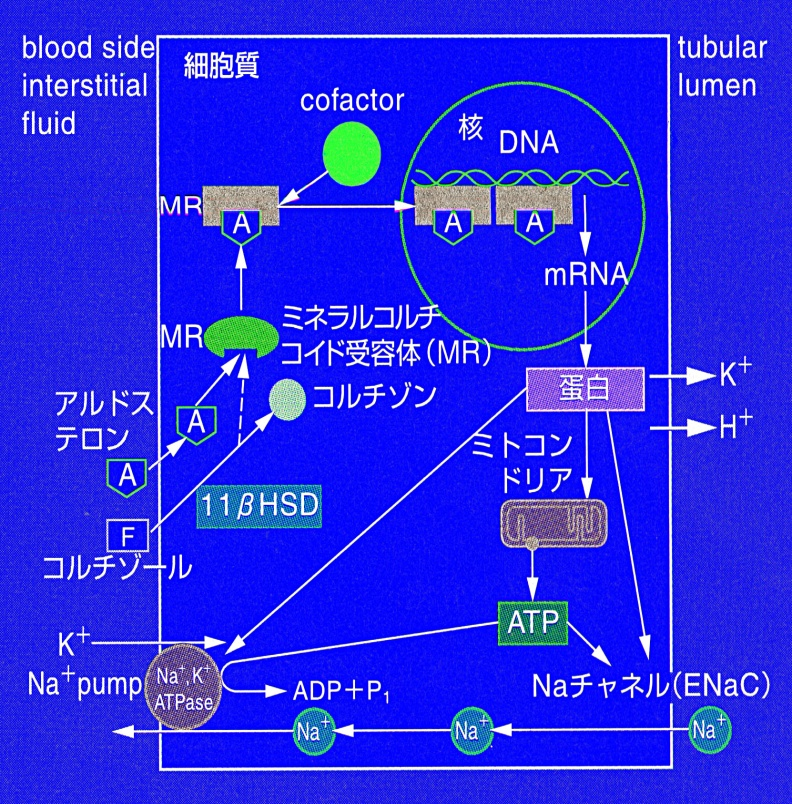 blood side
interstitial
fluid
細胞質
tubular
lumen
cofactor
核
DNA
MR
A
A
A
mRNA
MR
ミネラルコルチ
コイド受容体(MR)
アルドス
テロン
A
A
コルチゾン
蛋白
K+
H+
ミトコン
ドリア
11βHSD
F
コルチゾール
ATP
K+
Na+pump
Na+,K+
ATPase
ADP+P1
Naチャネル(ENaC)
Na+
Na+
Na+